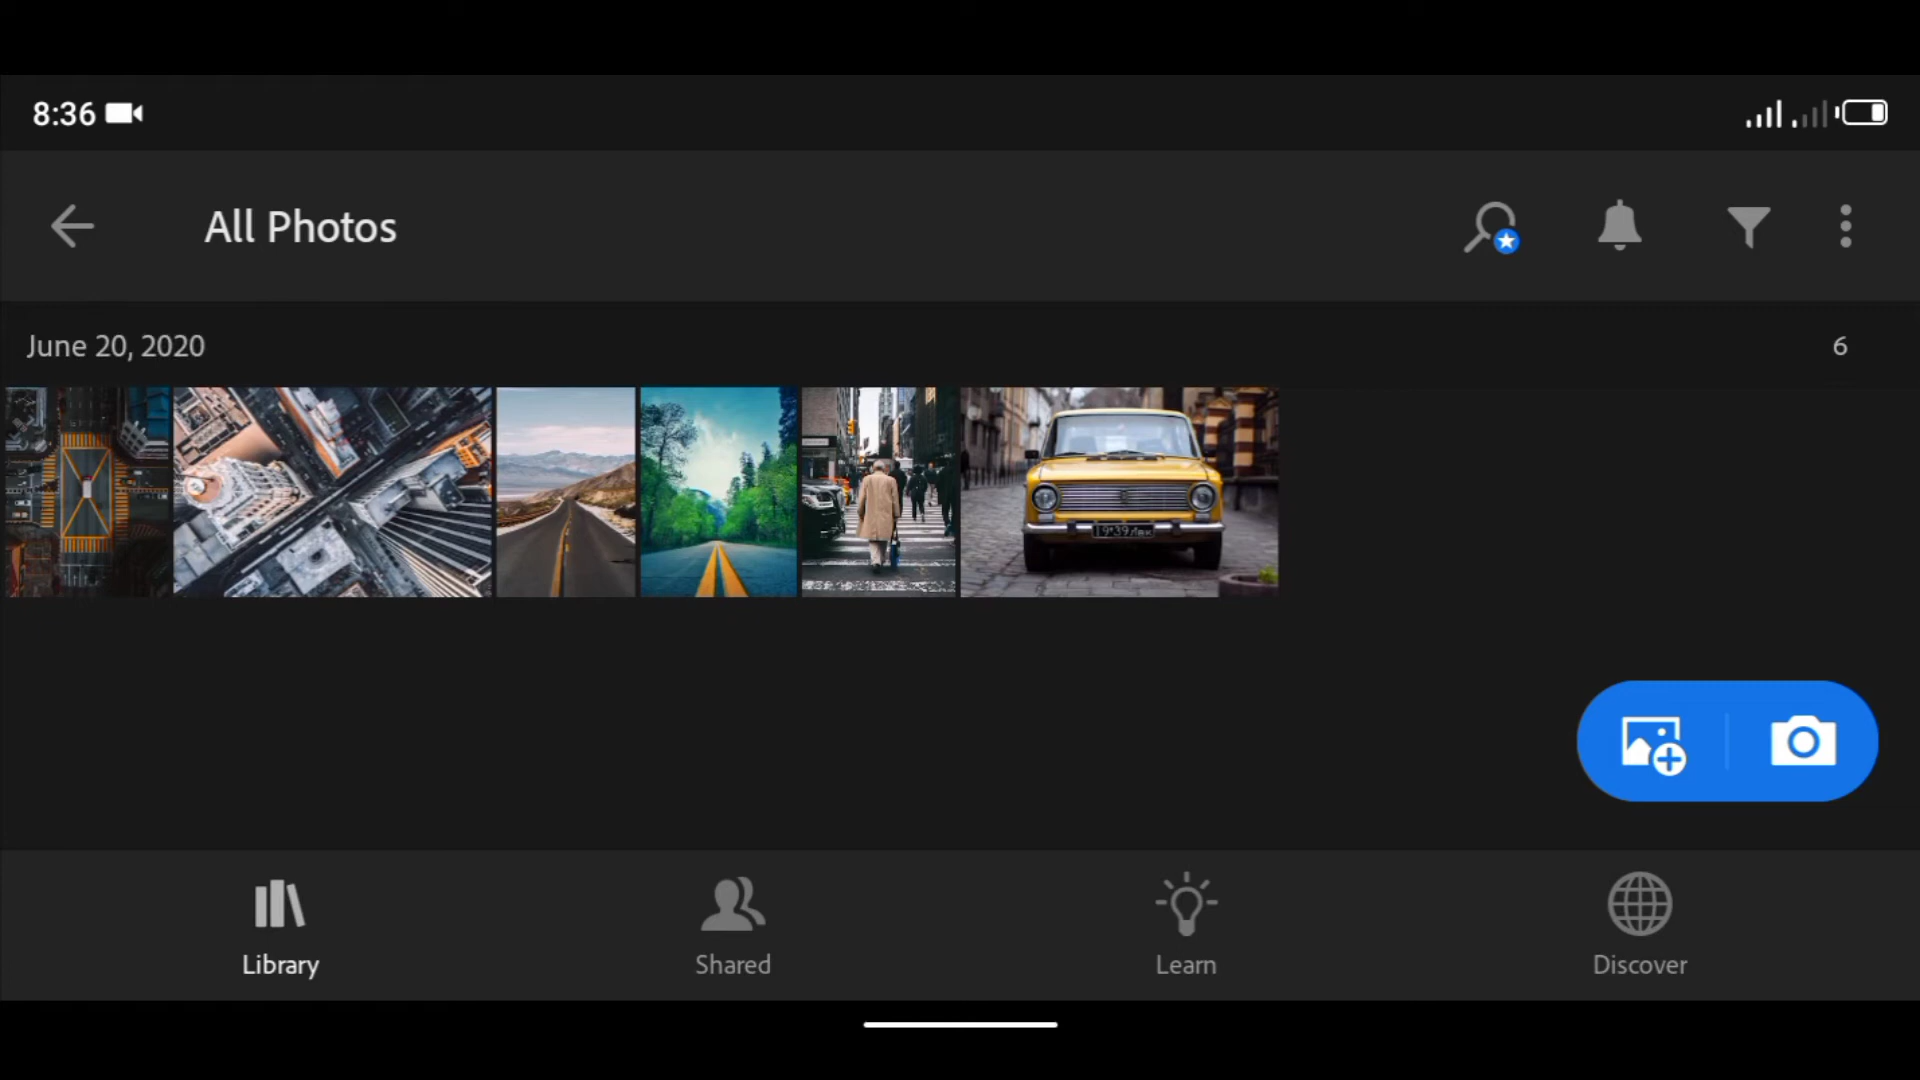 8:36
All Photos
June 20, 2020
6
Library
Shared
Learn
Discover